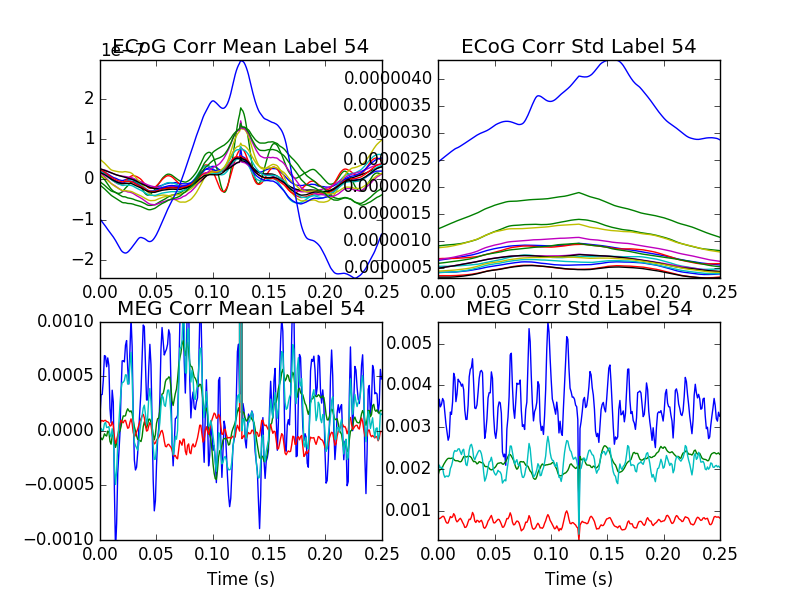 ECoG Corr Mean Label 54
1e−7
2
1
0
−1
−2
0.00 0.05 0.10 0.15 0.20 0.25
ECoG Corr Std Label 54
0.0000040
0.0000035
0.0000030
0.0000025
0.0000020
0.0000015
0.0000010
0.0000005
0.00 0.05 0.10 0.15 0.20 0.25
MEG Corr Mean Label 54
0.0010
0.0005
0.0000
−0.0005
−0.0010
0.00 0.05 0.10 0.15 0.20 0.25
Time (s)
MEG Corr Std Label 54
0.005
0.004
0.003
0.002
0.001
0.00 0.05 0.10 0.15 0.20 0.25
Time (s)